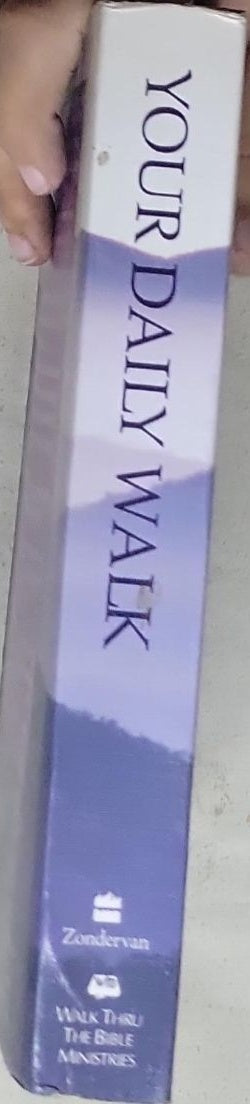 YOUR DAILY WALK
Zondervan
WALK THRU
THE BIBLE
MINISTRIES